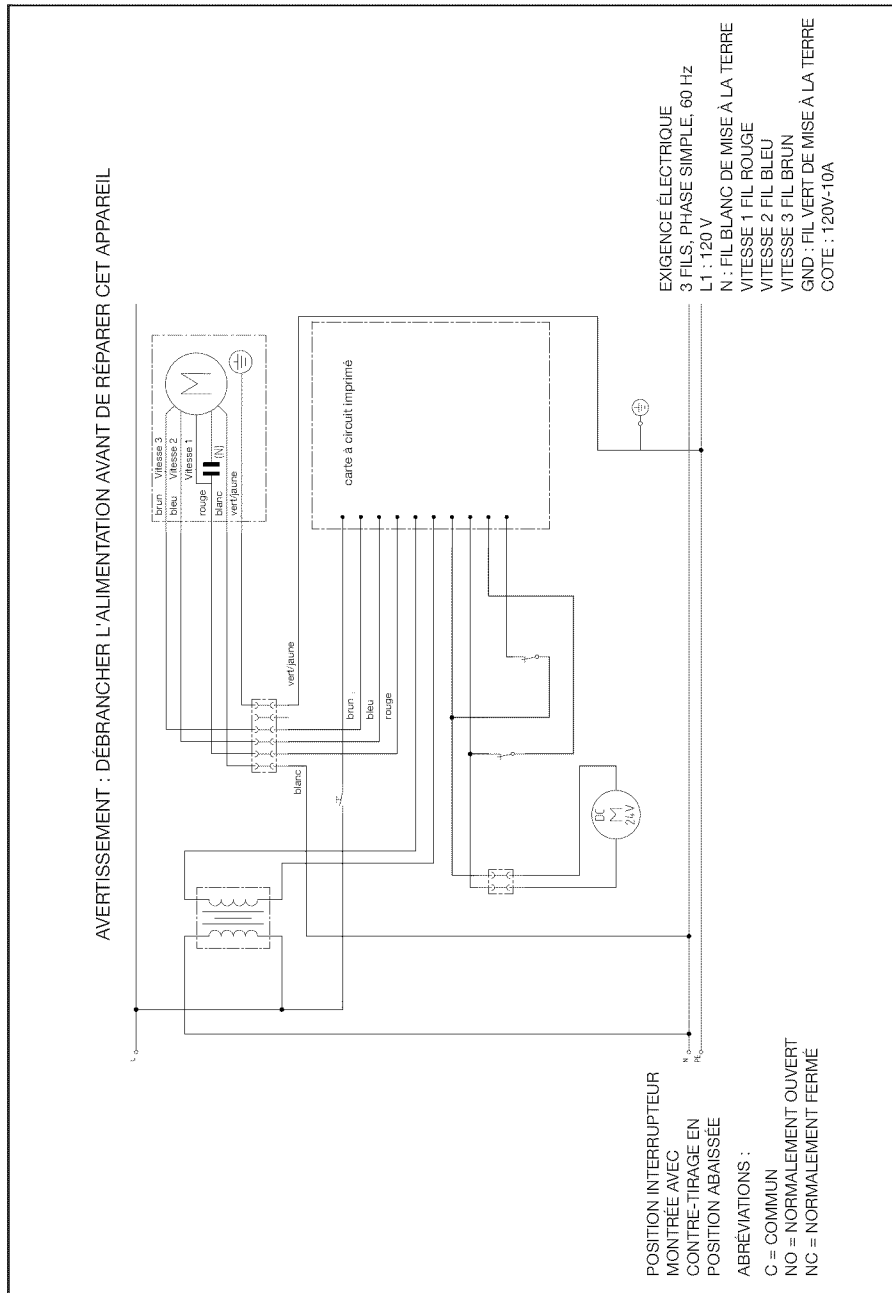 AVERTISSEMENT : DÉBRANCHER L'ALIMENTATION AVANT DE RÉPARER CET APPAREIL
L
brun
Vitesse 3
bleu
Vitesse 2
Vitesse 1
rouge
(N)
blanc
vert/jaune
M
vert/jaune
blanc
brun
bleu
rouge
carte à circuit imprimé
DC
M
24V
N
PE
POSITION INTERRUPTEUR
MONTRÉE AVEC
CONTRE-TIRAGE EN
POSITION ABAISSÉE
ABRÉVIATIONS :
C = COMMUN
NO = NORMALEMENT OUVERT
NC = NORMALEMENT FERMÉ
EXIGENCE ÉLECTRIQUE
3 FILS, PHASE SIMPLE, 60 Hz
L1 : 120 V
N : FIL BLANC DE MISE À LA TERRE
VITESSE 1 FIL ROUGE
VITESSE 2 FIL BLEU
VITESSE 3 FIL BRUN
GND : FIL VERT DE MISE À LA TERRE
COTE : 120V-10A